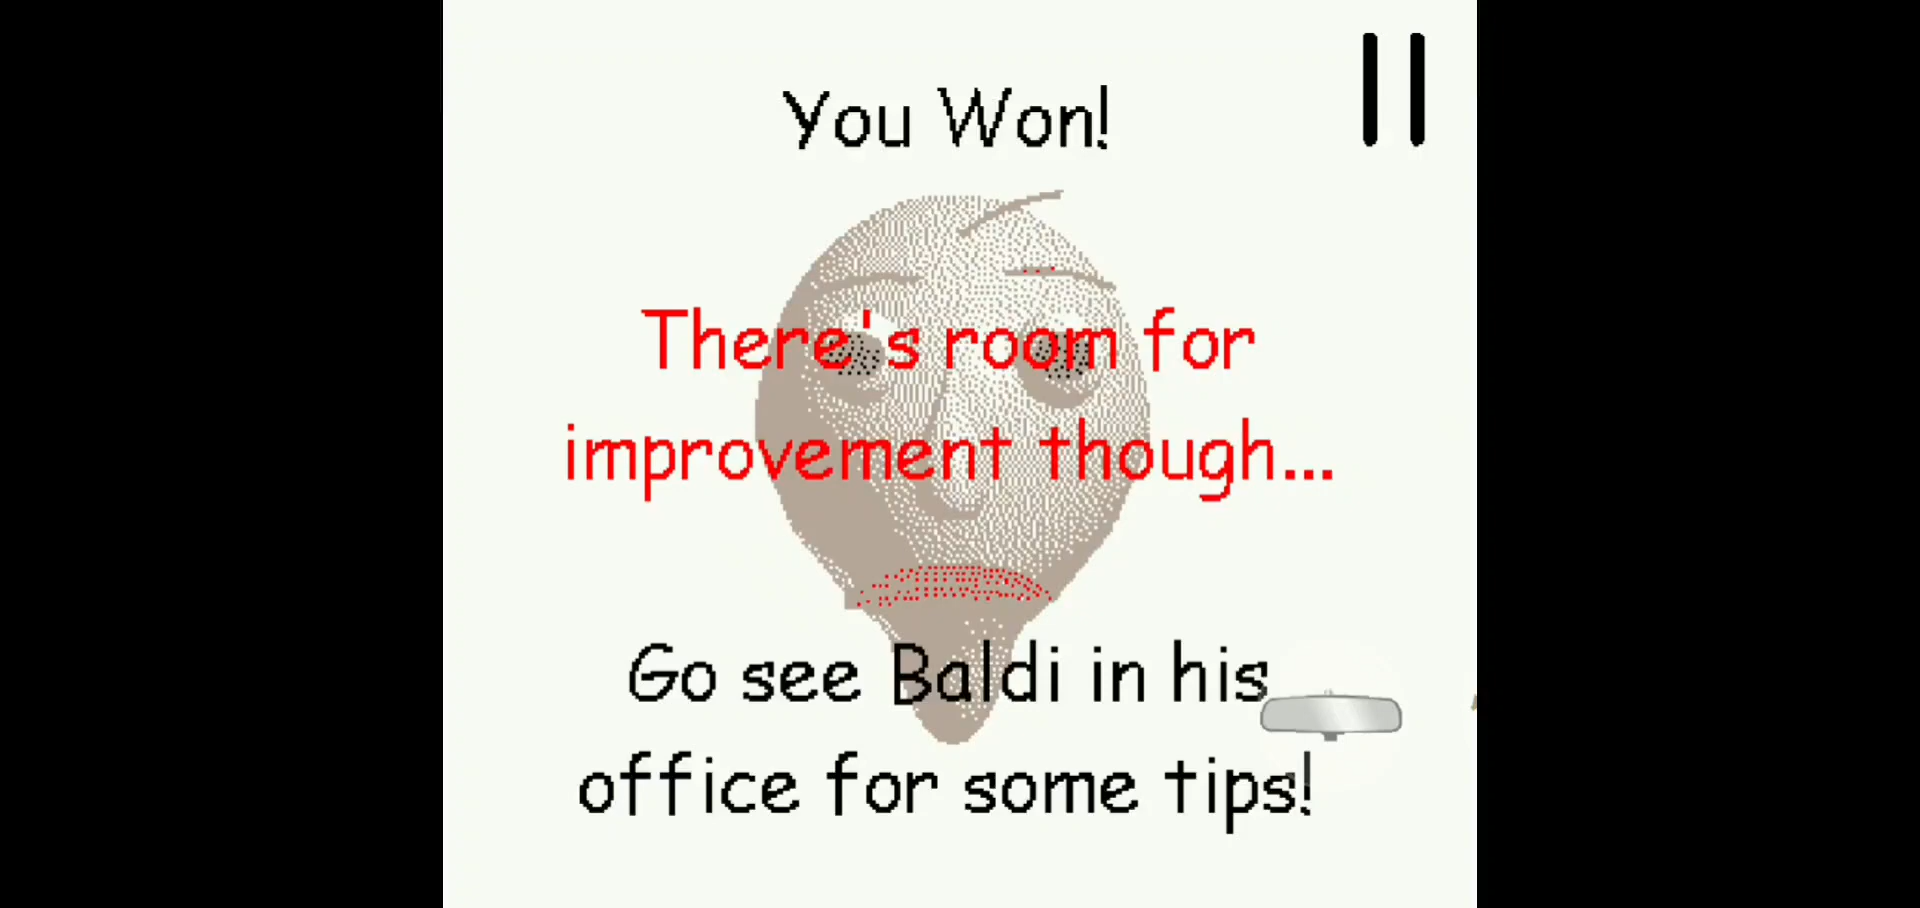 You Won!
There's room for
improvement though...
Go see Baldi in his
office for some tips!